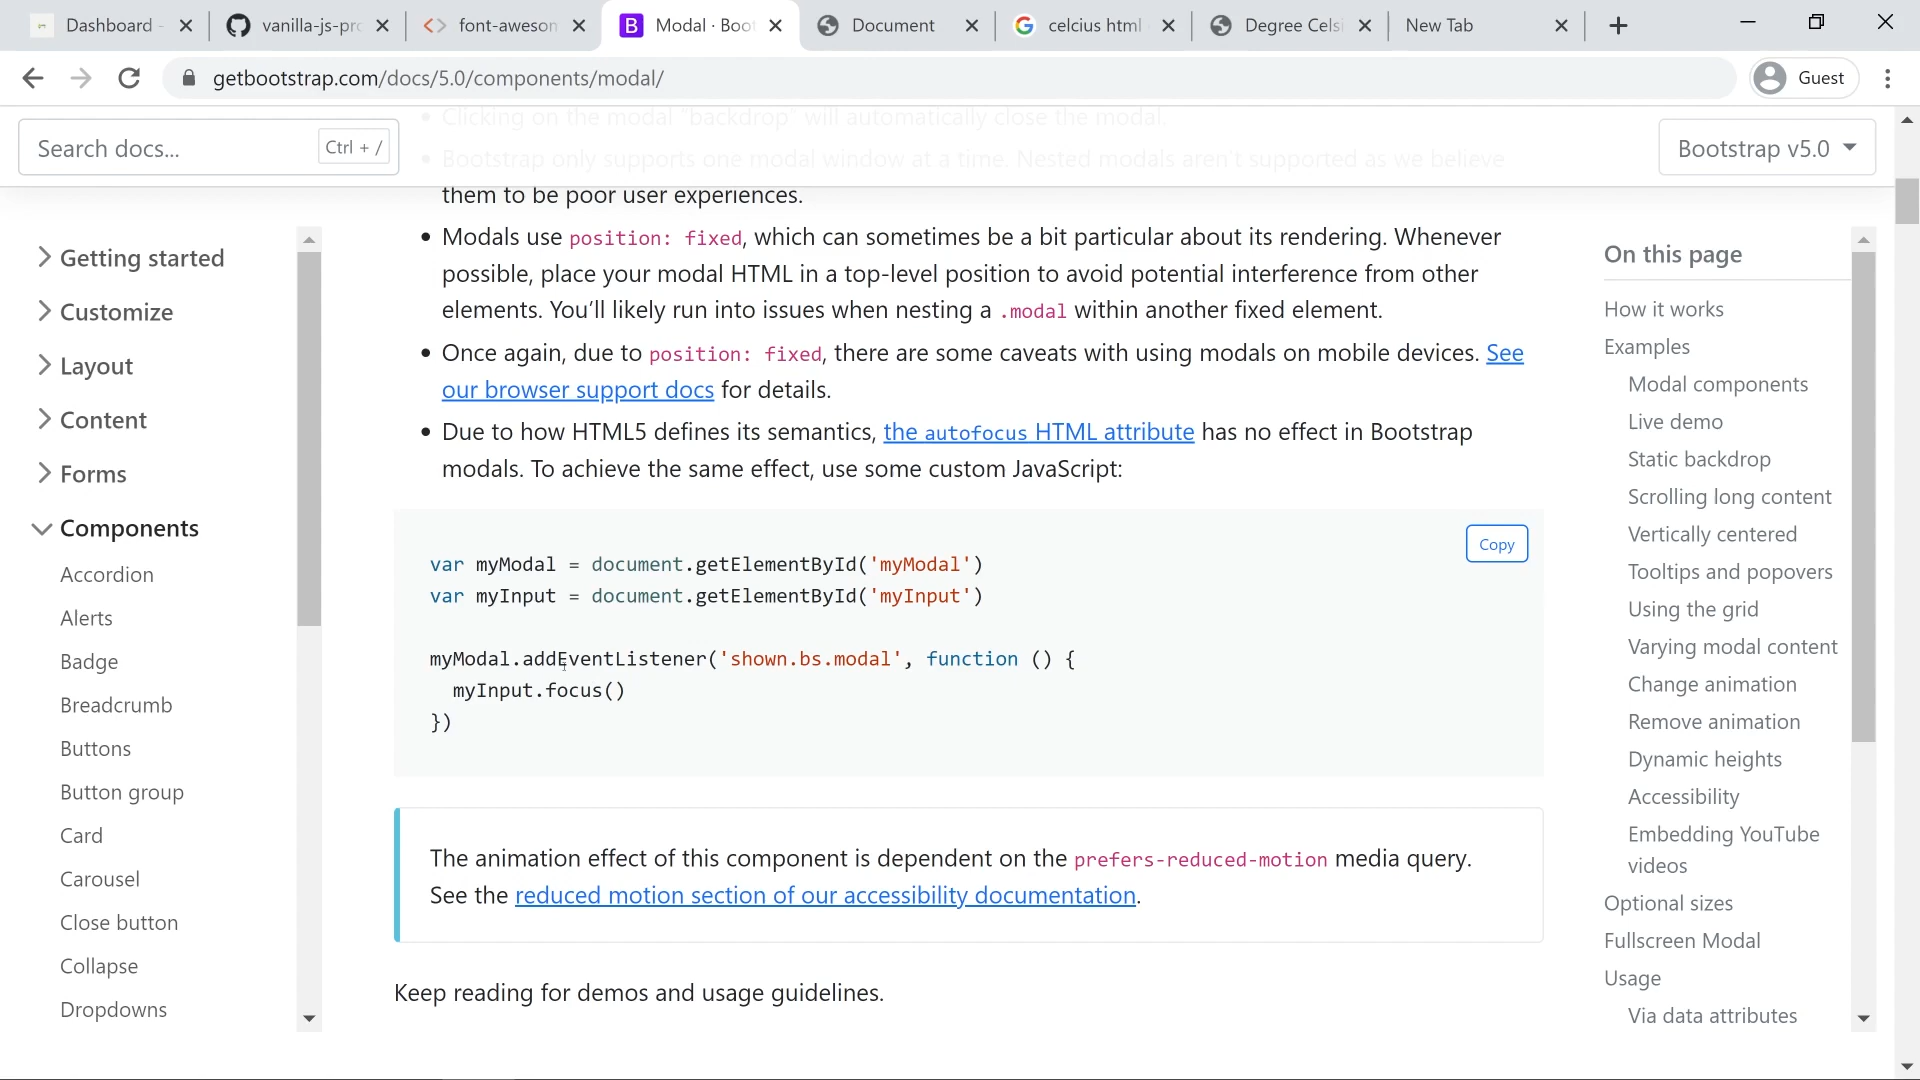 Dashboard -
vanilla-js-pro
font-awesom
Modal · Boot
Document
celcius html
Degree Celsi
New Tab
getbootstrap.com/docs/5.0/components/modal/
Guest
Search docs...
Ctrl + /
Bootstrap v5.0
Clicking on the modal "backdrop" will automatically close the modal.
Bootstrap only supports one modal window at a time. Nested modals aren't supported as we believe
them to be poor user experiences.
Modals use position: fixed, which can sometimes be a bit particular about its rendering. Whenever
possible, place your modal HTML in a top-level position to avoid potential interference from other
elements. You’ll likely run into issues when nesting a .modal within another fixed element.
Once again, due to position: fixed, there are some caveats with using modals on mobile devices. See
our browser support docs for details.
Due to how HTML5 defines its semantics, the autofocus HTML attribute has no effect in Bootstrap
modals. To achieve the same effect, use some custom JavaScript:
Copy
var myModal = document.getElementById('myModal')
var myInput = document.getElementById('myInput')
myModal.addEventListener('shown.bs.modal', function () {
myInput.focus()
})
The animation effect of this component is dependent on the prefers-reduced-motion media query.
See the reduced motion section of our accessibility documentation.
Keep reading for demos and usage guidelines.
Getting started
Customize
Layout
Content
Forms
Components
Accordion
Alerts
Badge
Breadcrumb
Buttons
Button group
Card
Carousel
Close button
Collapse
Dropdowns
On this page
How it works
Examples
Modal components
Live demo
Static backdrop
Scrolling long content
Vertically centered
Tooltips and popovers
Using the grid
Varying modal content
Change animation
Remove animation
Dynamic heights
Accessibility
Embedding YouTube
videos
Optional sizes
Fullscreen Modal
Usage
Via data attributes